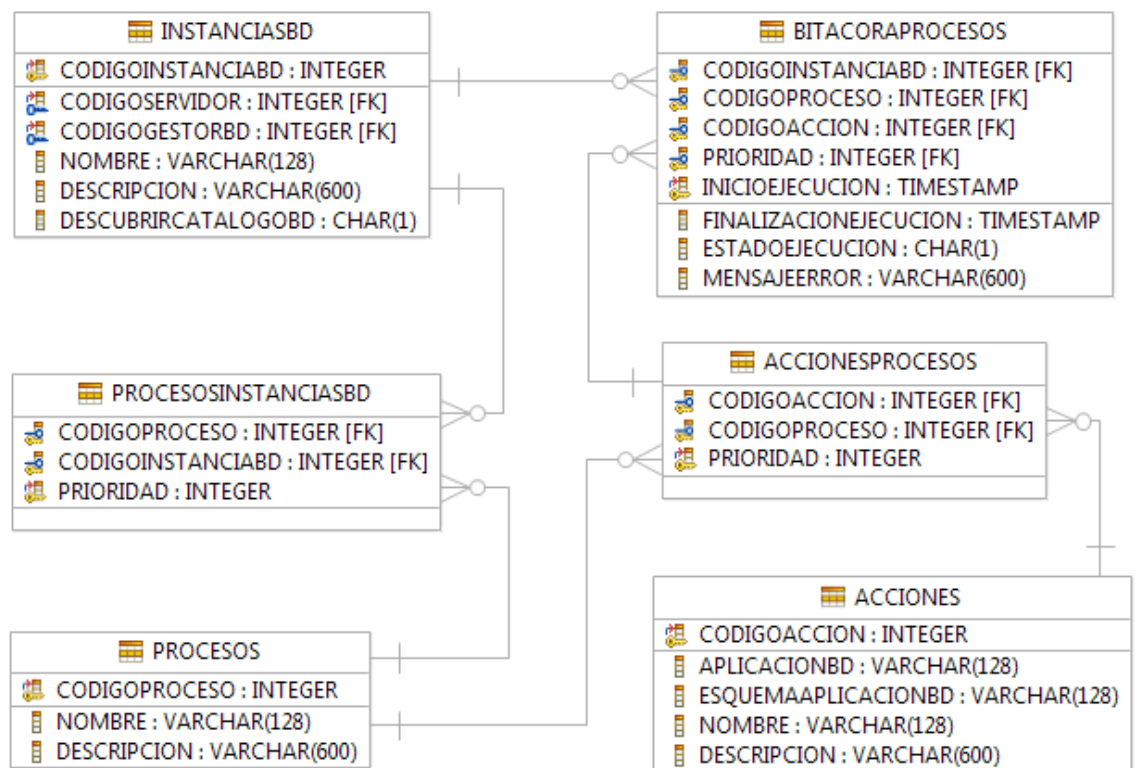 INSTANCIASBD
CODIGOINSTANCIABD : INTEGER
CODIGOSERVIDOR : INTEGER [FK]
CODIGOGESTORBD : INTEGER [FK]
NOMBRE : VARCHAR(128)
DESCRIPCION : VARCHAR(600)
DESCUBRIRCATALOGOBD : CHAR(1)
BITACORAPROCESOS
CODIGOINSTANCIABD : INTEGER [FK]
CODIGOPROCESO : INTEGER [FK]
CODIGOACCION : INTEGER [FK]
PRIORIDAD : INTEGER [FK]
INICIOEJECUCION : TIMESTAMP
FINALIZACIONEJECUCION : TIMESTAMP
ESTADOEJECUCION : CHAR(1)
MENSAJEERROR : VARCHAR(600)
PROCESOSINSTANCIASBD
CODIGOPROCESO : INTEGER [FK]
CODIGOINSTANCIABD : INTEGER [FK]
PRIORIDAD : INTEGER
ACCIONESPROCESOS
CODIGOACCION : INTEGER [FK]
CODIGOPROCESO : INTEGER [FK]
PRIORIDAD : INTEGER
PROCESOS
CODIGOPROCESO : INTEGER
NOMBRE : VARCHAR(128)
DESCRIPCION : VARCHAR(600)
ACCIONES
CODIGOACCION : INTEGER
APLICACIONBD : VARCHAR(128)
ESQUEMAAPLICACIONBD : VARCHAR(128)
NOMBRE : VARCHAR(128)
DESCRIPCION : VARCHAR(600)